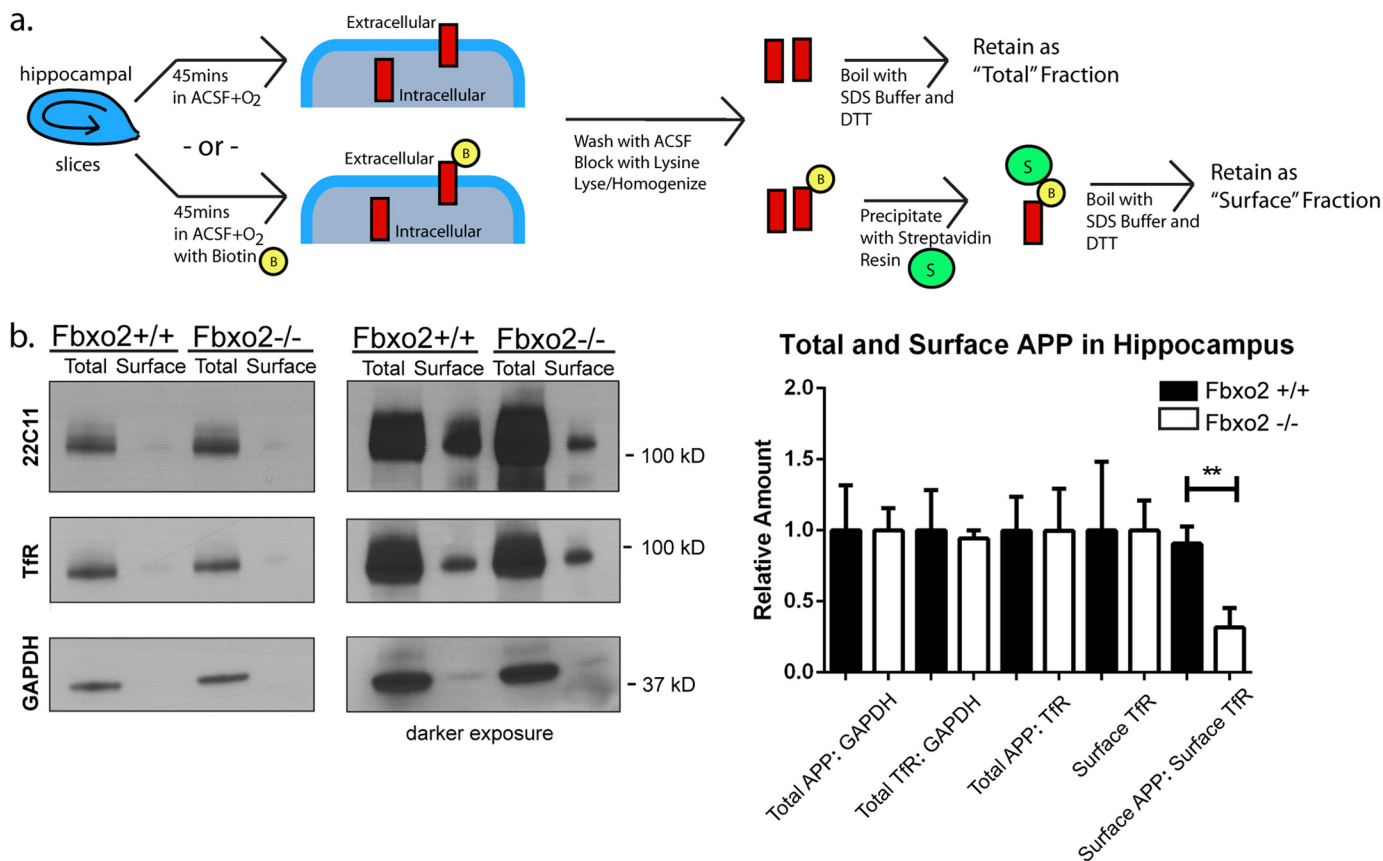 a.
hippocampal
slices
45mins
in ACSF+O2
- or -
45mins
in ACSF+O2
with Biotin
B
Extracellular
Intracellular
Extracellular
B
Intracellular
Wash with ACSF
Block with Lysine
Lyse/Homogenize
Boil with
SDS Buffer and
DTT
Retain as
"Total" Fraction
B
Precipitate
with Streptavidin
Resin
S
S
B
Boil with
SDS Buffer and
DTT
Retain as
"Surface" Fraction
b.
Fbxo2+/+ Fbxo2-/-
Total Surface Total Surface
22C11
TfR
GAPDH
Fbxo2+/+ Fbxo2-/-
Total Surface Total Surface
- 100 kD
- 100 kD
- 37 kD
darker exposure
Total and Surface APP in Hippocampus
Fbxo2 +/+
Fbxo2 -/-
**
Relative Amount
2.0
1.5
1.0
0.5
0.0
Total APP: GAPDH
Total TfR: GAPDH
Total APP: TfR
Surface TfR
Surface APP: Surface TfR